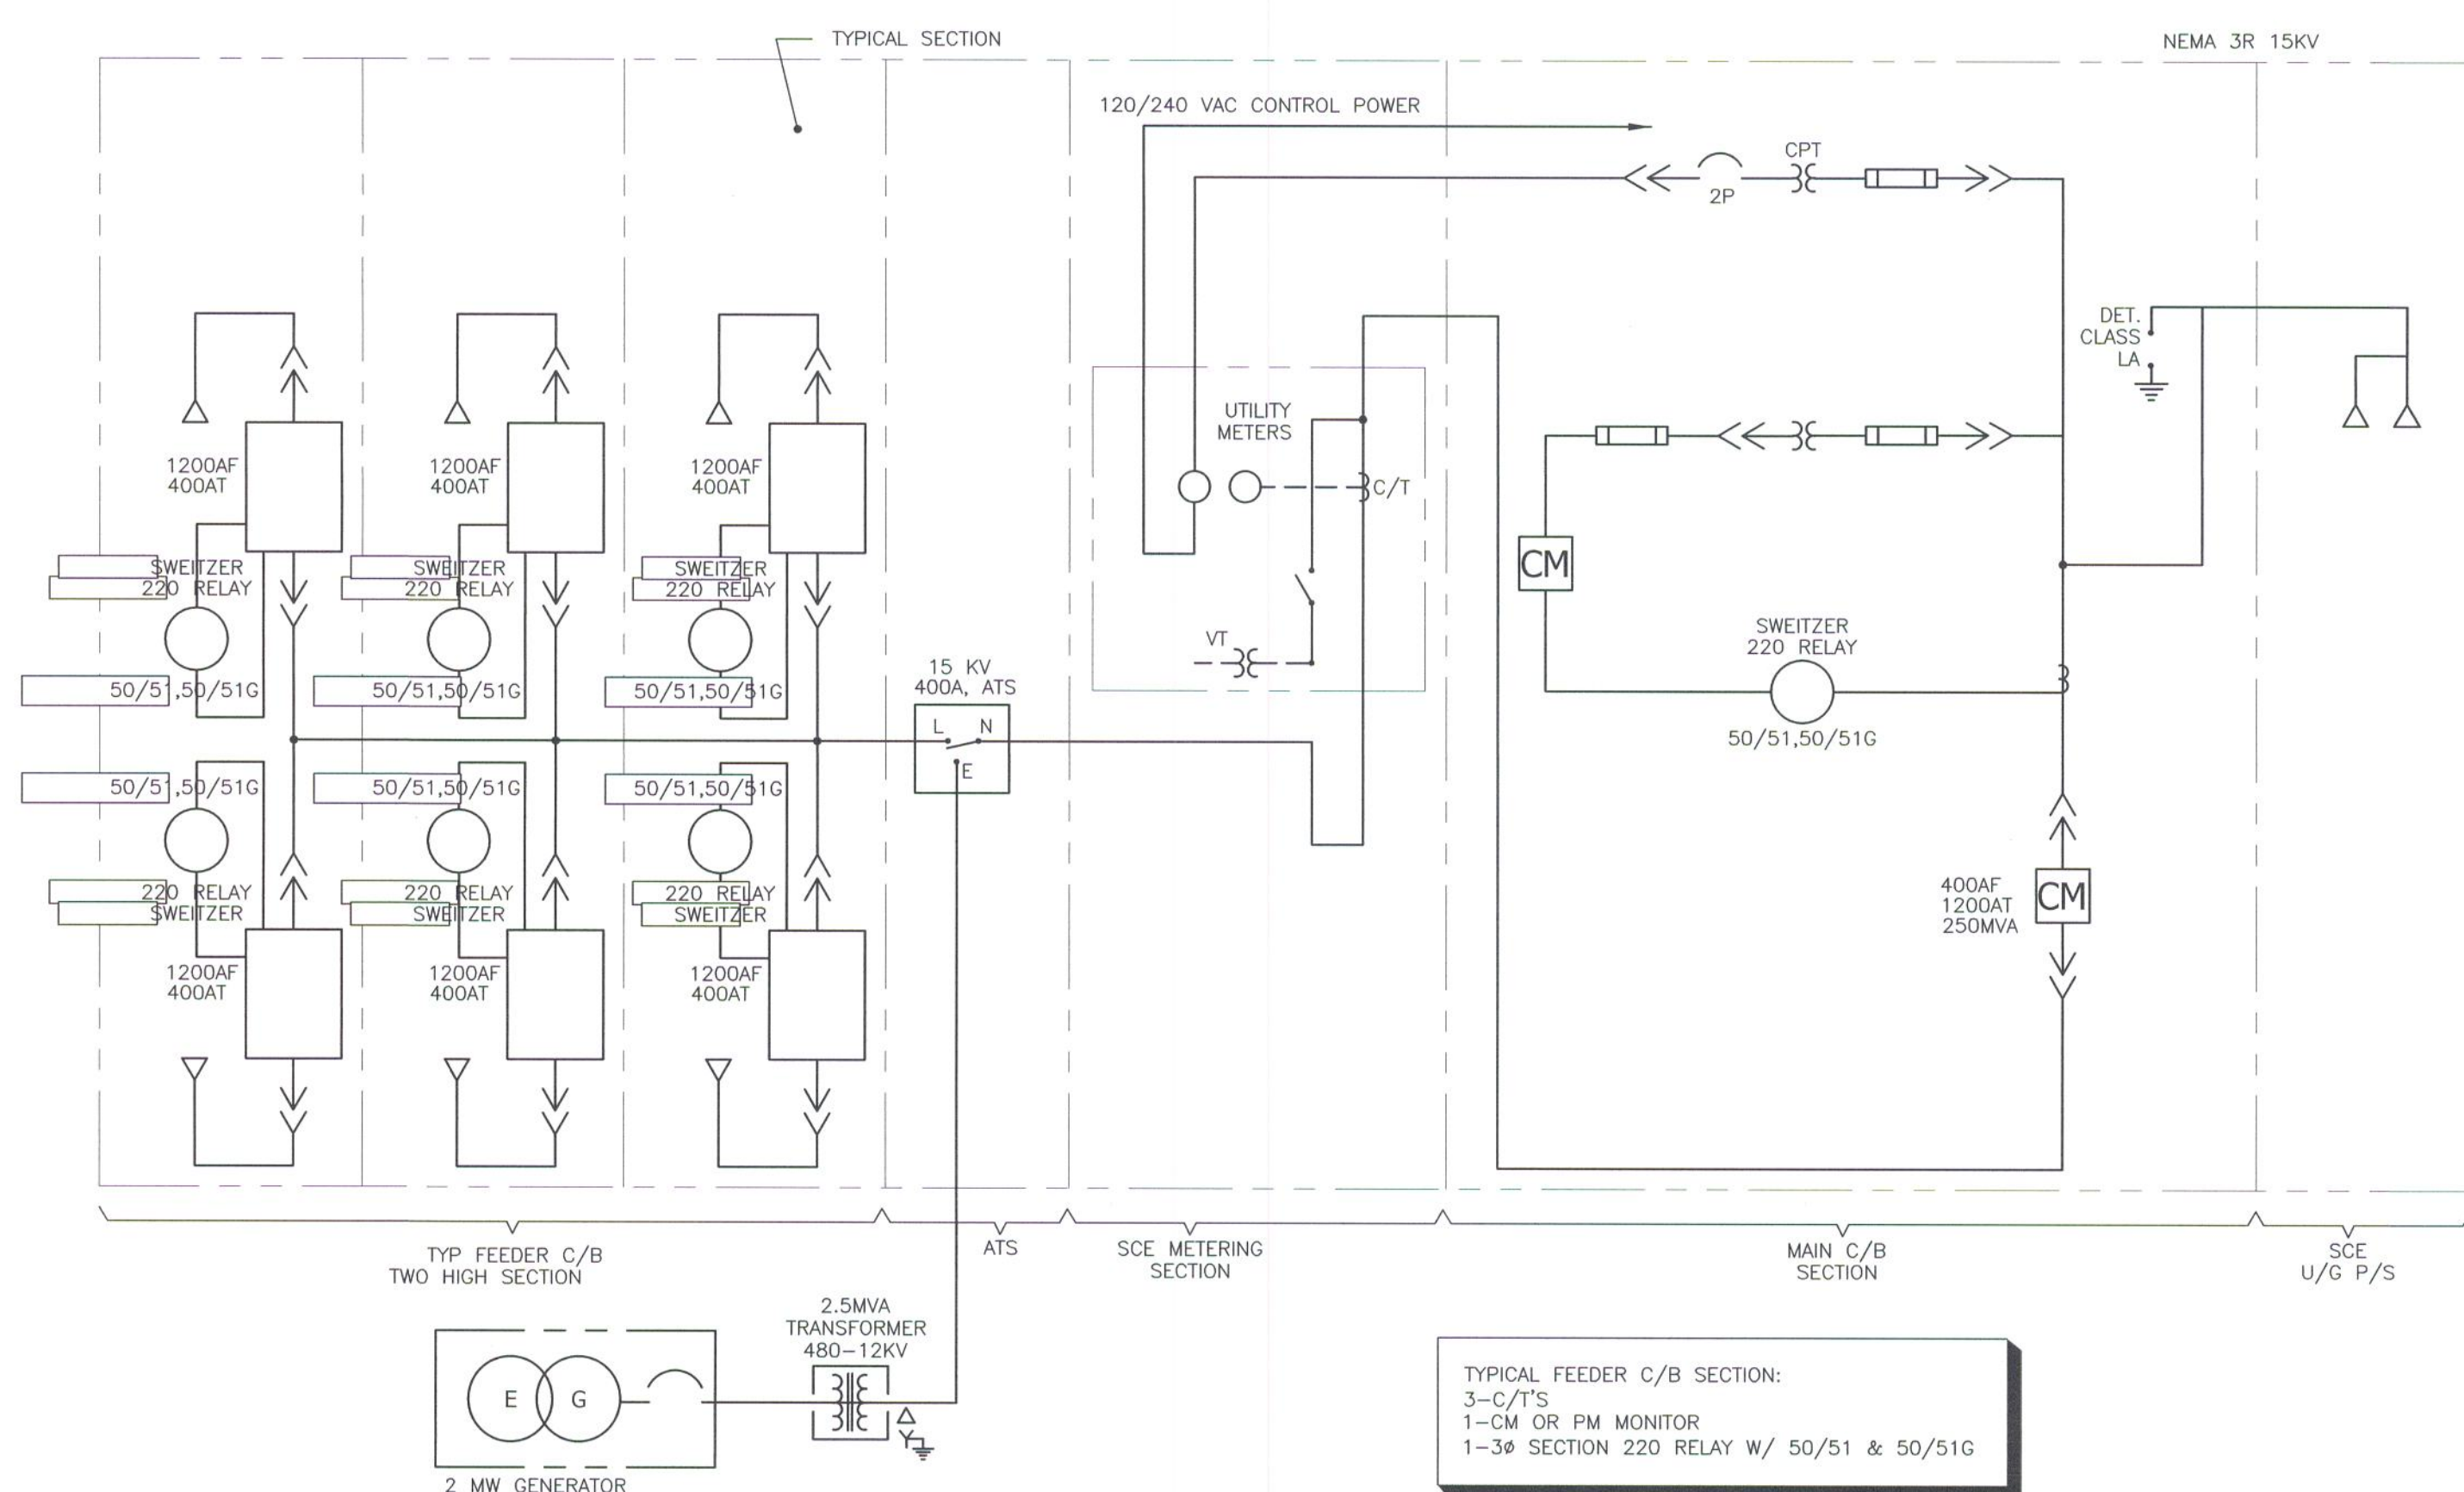 TYPICAL SECTION
NEMA 3R 15KV
120/240 VAC CONTROL POWER
CPT
2P
DET.
CLASS
LA
UTILITY
METERS
C/T
VT
1200AF
400AT
1200AF
400AT
1200AF
400AT
SWEITZER
220 RELAY
SWEITZER
220 RELAY
SWEITZER
220 RELAY
50/51,50/51G
50/51,50/51G
50/51,50/51G
15 KV
400A, ATS
L
N
E
CM
SWEITZER
220 RELAY
50/51,50/51G
50/51,50/51G
50/51,50/51G
50/51,50/51G
220 RELAY
SWEITZER
220 RELAY
SWEITZER
220 RELAY
SWEITZER
1200AF
400AT
1200AF
400AT
1200AF
400AT
400AF
1200AT
250MVA
CM
TYP FEEDER C/B
TWO HIGH SECTION
ATS
SCE METERING
SECTION
MAIN C/B
SECTION
SCE
U/G P/S
2.5MVA
TRANSFORMER
480-12KV
E
G
2 MW GENERATOR
TYPICAL FEEDER C/B SECTION:
3-C/T'S
1-CM OR PM MONITOR
1-3ø SECTION 220 RELAY W/ 50/51 & 50/51G